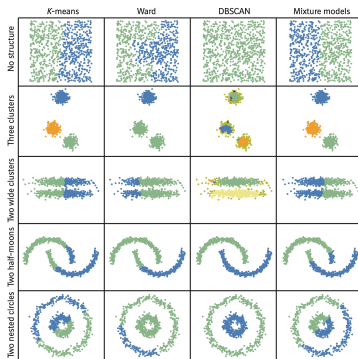 K-means
Ward
DBSCAN
Mixture models
No structure
Three clusters
Two wide clusters
Two half-moons
Two nested circles